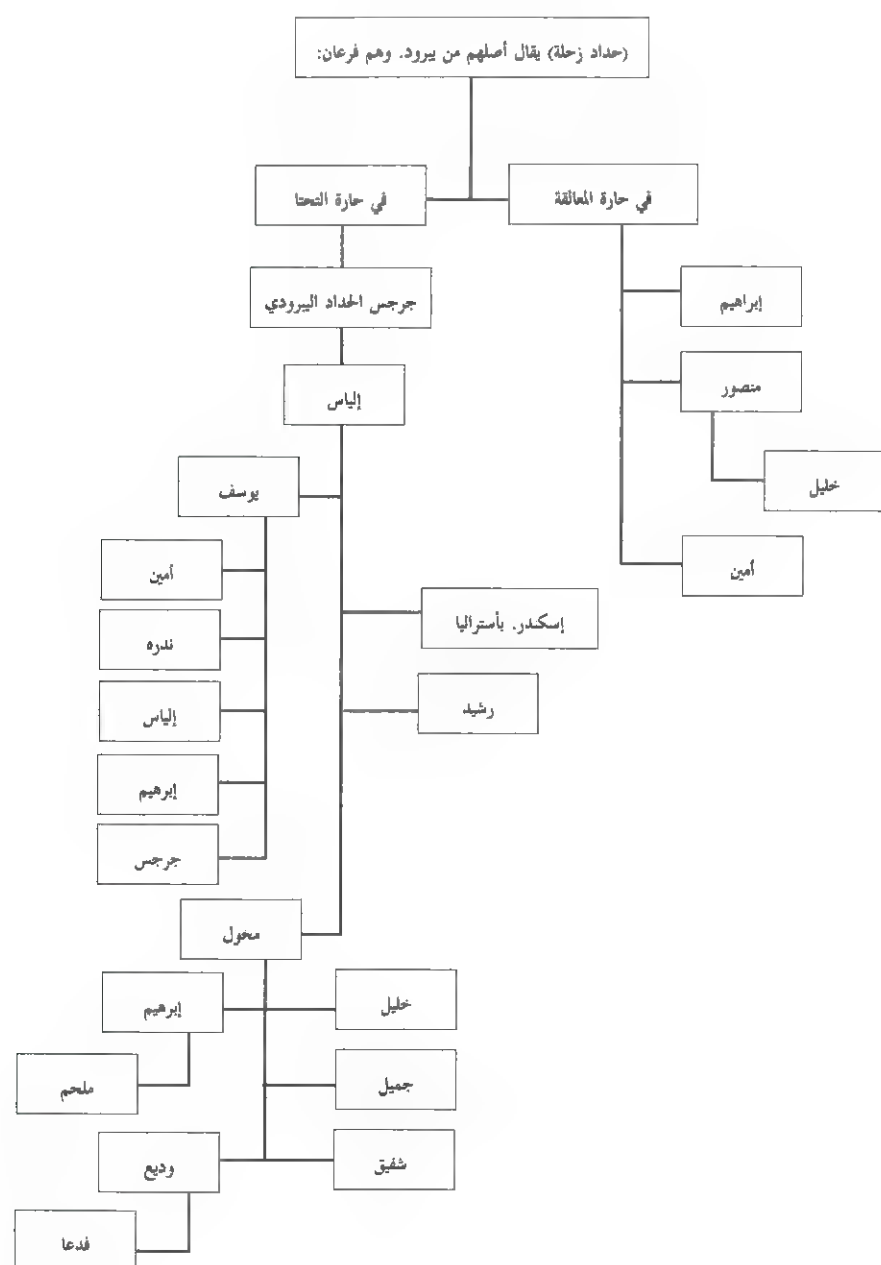 (حداد زحلة) يقال أصلهم من يبرود. وهم فرعان:
في حارة المعالقة
في حارة التحتا
إبراهيم
جرجس الحداد اليبرودي
منصور
إلياس
خليل
يوسف
أمين
أمين
إسكندر. بأستراليا
ندره
رشيد
إلياس
إبرهيم
جرجس
مخول
خليل
إبرهيم
جميل
ملحم
شفيق
وديع
فدعا